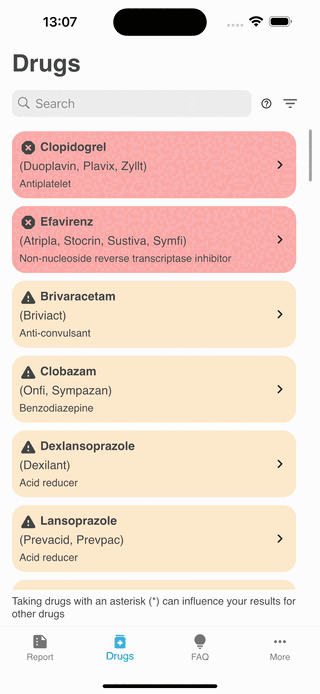 13:07
Drugs
Search
Clopidogrel
(Duoplavin, Plavix, Zyllt)
Antiplatelet
Efavirenz
(Atripla, Stocrin, Sustiva, Symfi)
Non-nucleoside reverse transcriptase inhibitor
Brivaracetam
(Briviact)
Anti-convulsant
Clobazam
(Onfi, Sympazan)
Benzodiazepine
Dexlansoprazole
(Dexilant)
Acid reducer
Lansoprazole
(Prevacid, Prevpac)
Acid reducer
Taking drugs with an asterisk (*) can influence your results for
other drugs
Report Drugs FAQ More